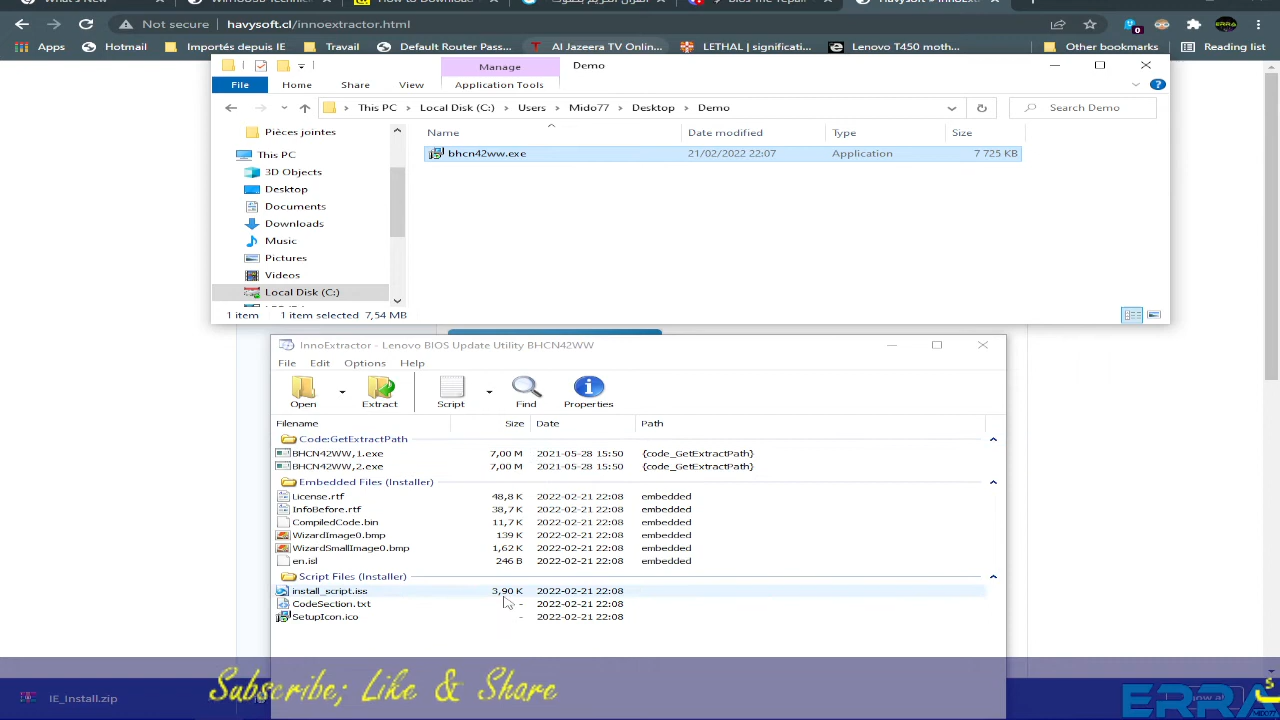 What's New
How to Downloa
Havysoft » InnoExtractor
Not secure havysoft.cl/innoextractor.html
0
Apps Hotmail Importés depuis IE Travail Default Router Pass... Al Jazeera TV Onlin... LETHAL | significati... Lenovo T450 moth... Other bookmarks Reading list
Manage Demo
File Home Share View Application Tools
This PC Local Disk (C:) Users Mido77 Desktop Demo Search Demo
Pièces jointes
This PC
3D Objects
Desktop
Documents
Downloads
Music
Pictures
Videos
Local Disk (C:)
Name Date modified Type Size
bhcn42ww.exe 21/02/2022 22:07 Application 7 725 KB
1 item 1 item selected 7,54 MB
InnoExtractor - Lenovo BIOS Update Utility BHCN42WW
File Edit Options Help
Open Extract Script Find Properties
Filename Size Date Path
Code:GetExtractPath
BHCN42WW,1.exe 7,00 M 2021-05-28 15:50 {code_GetExtractPath}
BHCN42WW,2.exe 7,00 M 2021-05-28 15:50 {code_GetExtractPath}
Embedded Files (Installer)
License.rtf 48,8 K 2022-02-21 22:08 embedded
InfoBefore.rtf 38,7 K 2022-02-21 22:08 embedded
CompiledCode.bin 11,7 K 2022-02-21 22:08 embedded
WizardImage0.bmp 139 K 2022-02-21 22:08 embedded
WizardSmallImage0.bmp 1,62 K 2022-02-21 22:08 embedded
en.isl 246 B 2022-02-21 22:08 embedded
Script Files (Installer)
install_script.iss 3,90 K 2022-02-21 22:08
CodeSection.txt - 2022-02-21 22:08
SetupIcon.ico - 2022-02-21 22:08
Subscribe; Like & Share
IE_Install.zip
ERRA